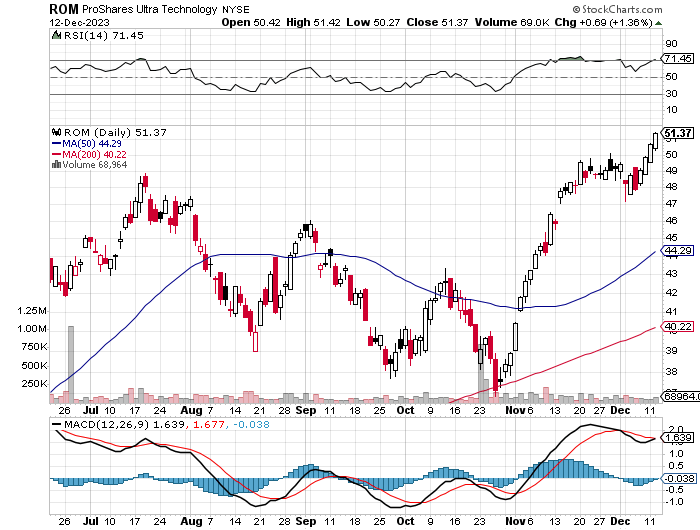 ROM ProShares Ultra Technology NYSE © StockCharts.com
12-Dec-2023 Open 50.42 High 51.42 Low 50.27 Close 51.37 Volume 69.0K Chg +0.69 (+1.36%)
RSI(14) 71.45
90
71.45
50
30
10
ROM (Daily) 51.37
MA(50) 44.29
MA(200) 40.22
Volume 68,964
51.37
50
49
48
47
46
45
44.29
43
42
41
40.22
39
38
37
1.25M
1.00M
750K
500K
250K
68964.0
26 Jul 10 17 24 Aug 7 14 21 28 Sep 11 18 25 Oct 9 16 23 Nov 6 13 20 27 Dec 11
MACD(12,26,9) 1.639, 1.677, -0.038
2.0
1.639
1.0
0.5
-0.038
-0.5
-1.0
26 Jul 10 17 24 Aug 7 14 21 28 Sep 11 18 25 Oct 9 16 23 Nov 6 13 20 27 Dec 11